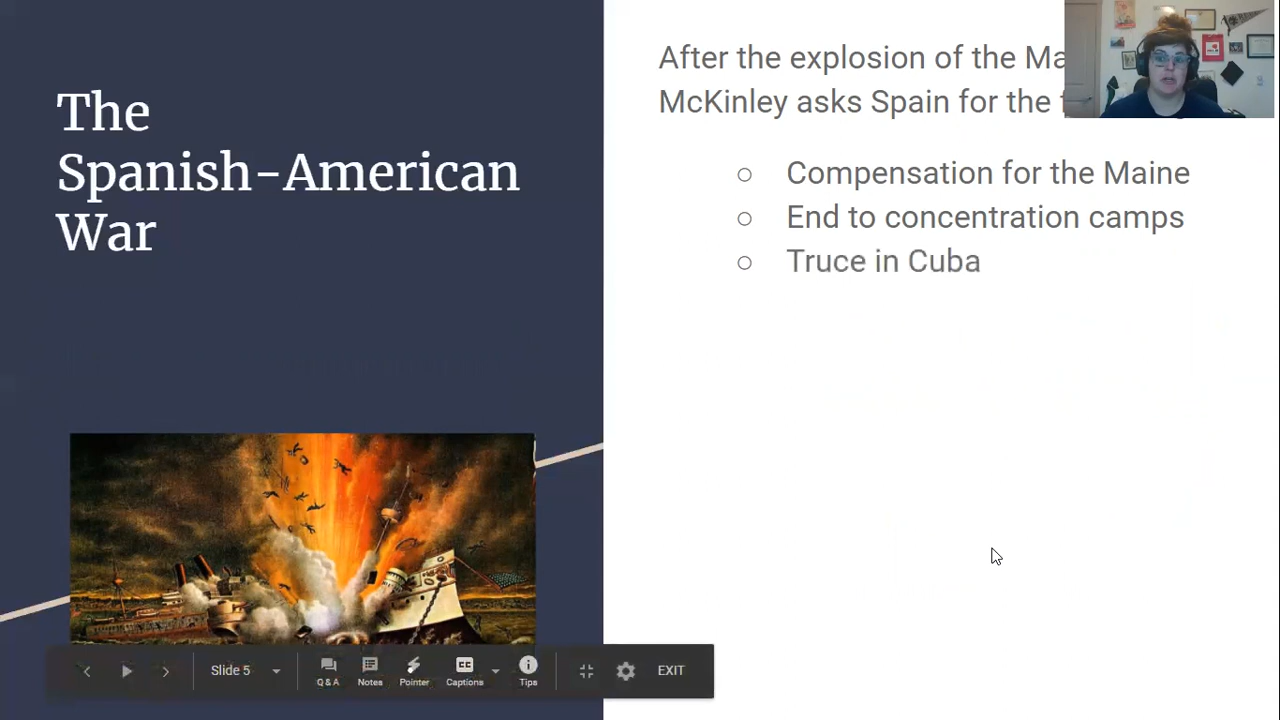 The
Spanish-American
War
After the explosion of the
McKinley asks Spain for the
Compensation for the Maine
End to concentration camps
Truce in Cuba
Slide 5
Q & A
Notes
Pointer
Captions
Tips
EXIT